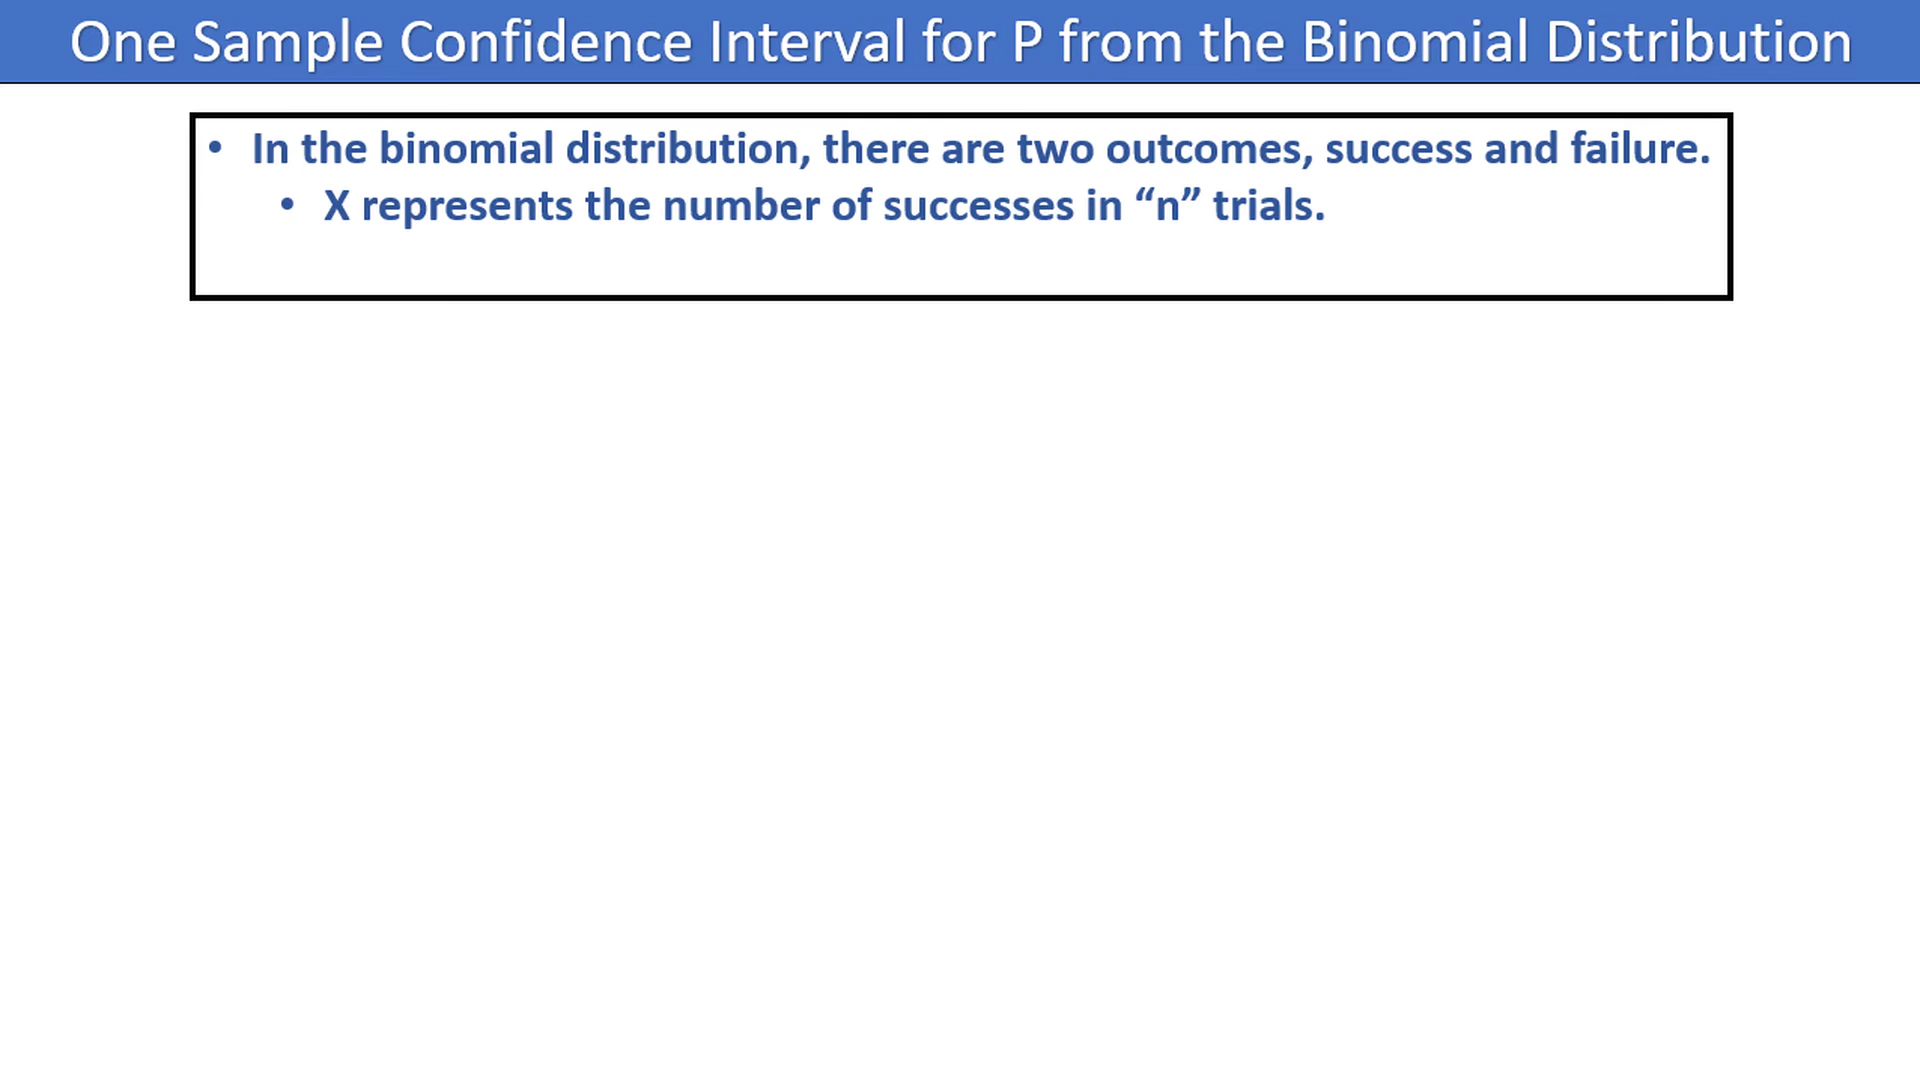 One Sample Confidence Interval for P from the Binomial Distribution
• In the binomial distribution, there are two outcomes, success and failure.
• X represents the number of successes in “n” trials.